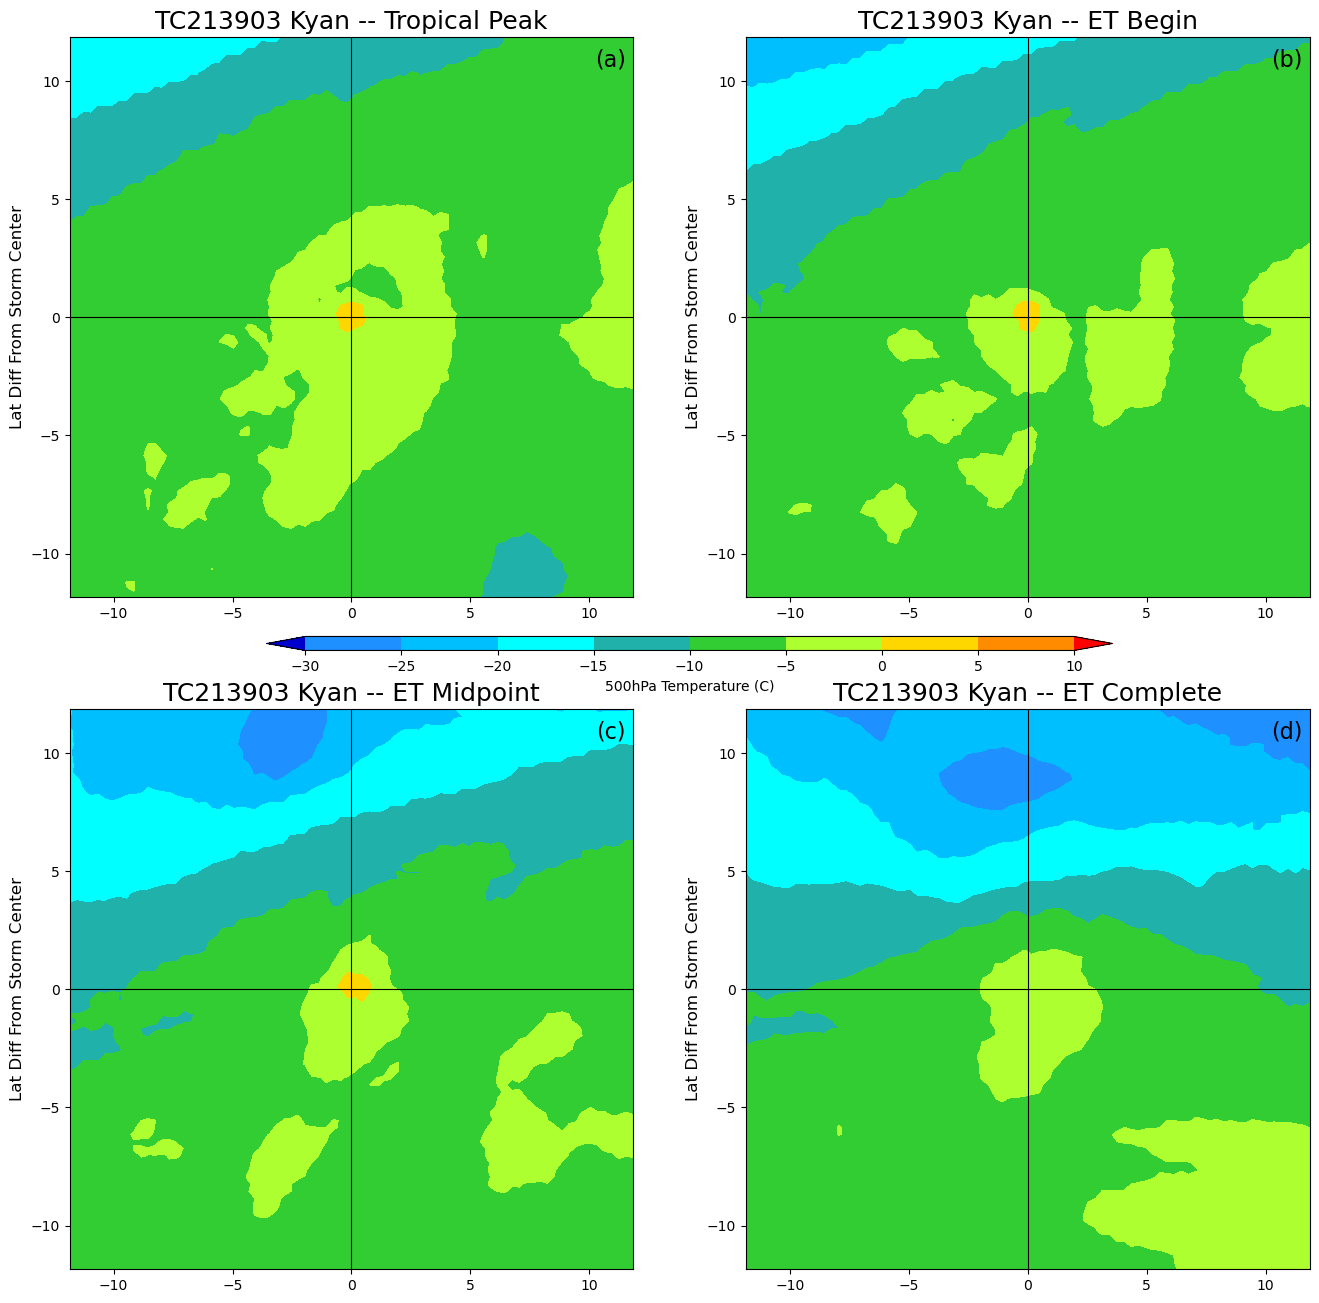 TC213903 Kyan -- Tropical Peak
TC213903 Kyan -- ET Begin
(a)
(b)
10
5
0
−5
−10
Lat Diff From Storm Center
−10 −5 0 5 10
10
5
0
−5
−10
Lat Diff From Storm Center
−10 −5 0 5 10
−30 −25 −20 −15 −10 −5 0 5 10
500hPa Temperature (C)
TC213903 Kyan -- ET Midpoint
TC213903 Kyan -- ET Complete
(c)
(d)
10
5
0
−5
−10
Lat Diff From Storm Center
−10 −5 0 5 10
10
5
0
−5
−10
Lat Diff From Storm Center
−10 −5 0 5 10